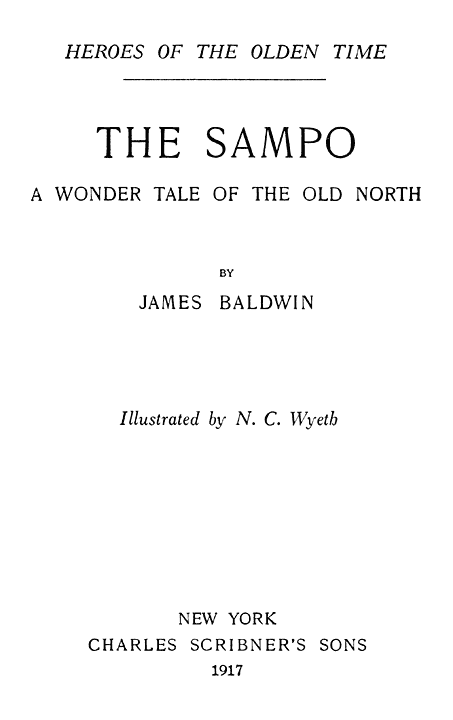 HEROES OF THE OLDEN TIME
THE SAMPO
A WONDER TALE OF THE OLD NORTH
BY
JAMES BALDWIN
Illustrated by N. C. Wyeth
NEW YORK
CHARLES SCRIBNER'S SONS
1917